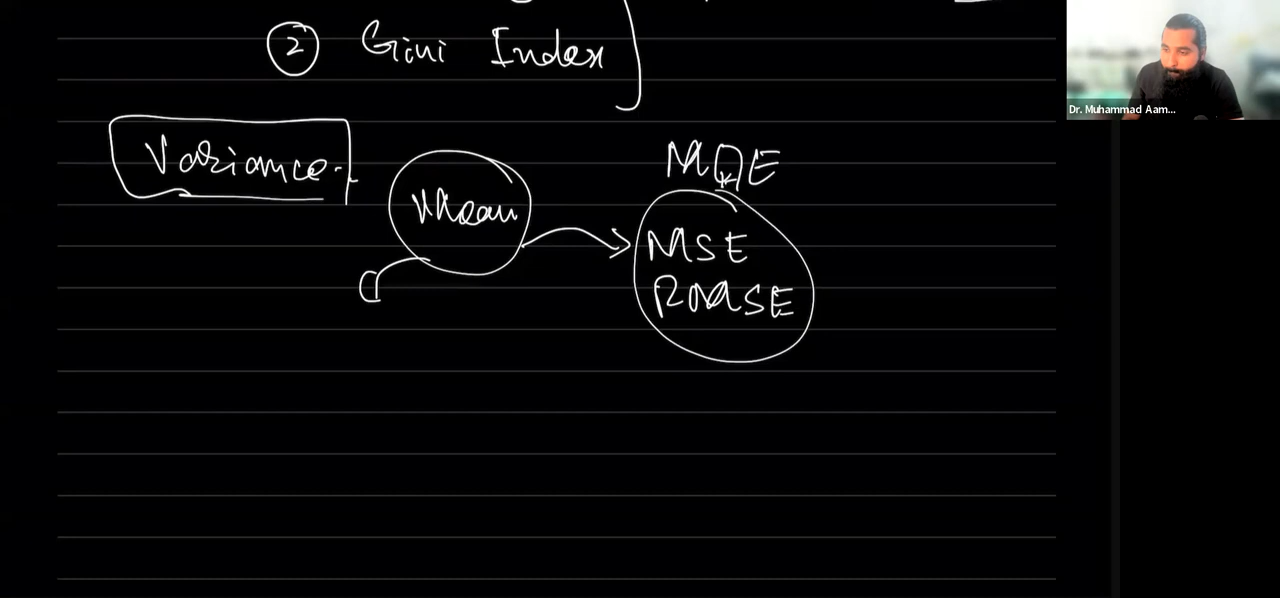 ② Gini Index
Variance.
Mean
MAE
MSE
RMSE
Dr. Muhammad Aam...